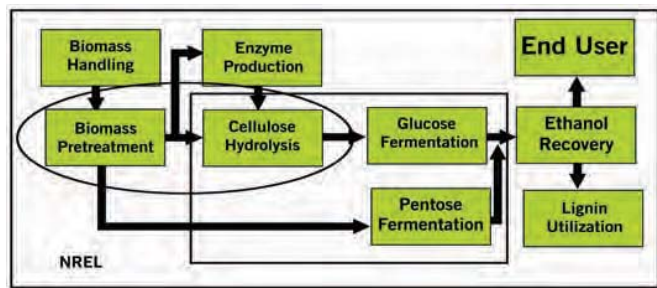 Biomass
Handling
Enzyme
Production
End User
Biomass
Pretreatment
Cellulose
Hydrolysis
Glucose
Fermentation
Ethanol
Recovery
Pentose
Fermentation
Lignin
Utilization
NREL